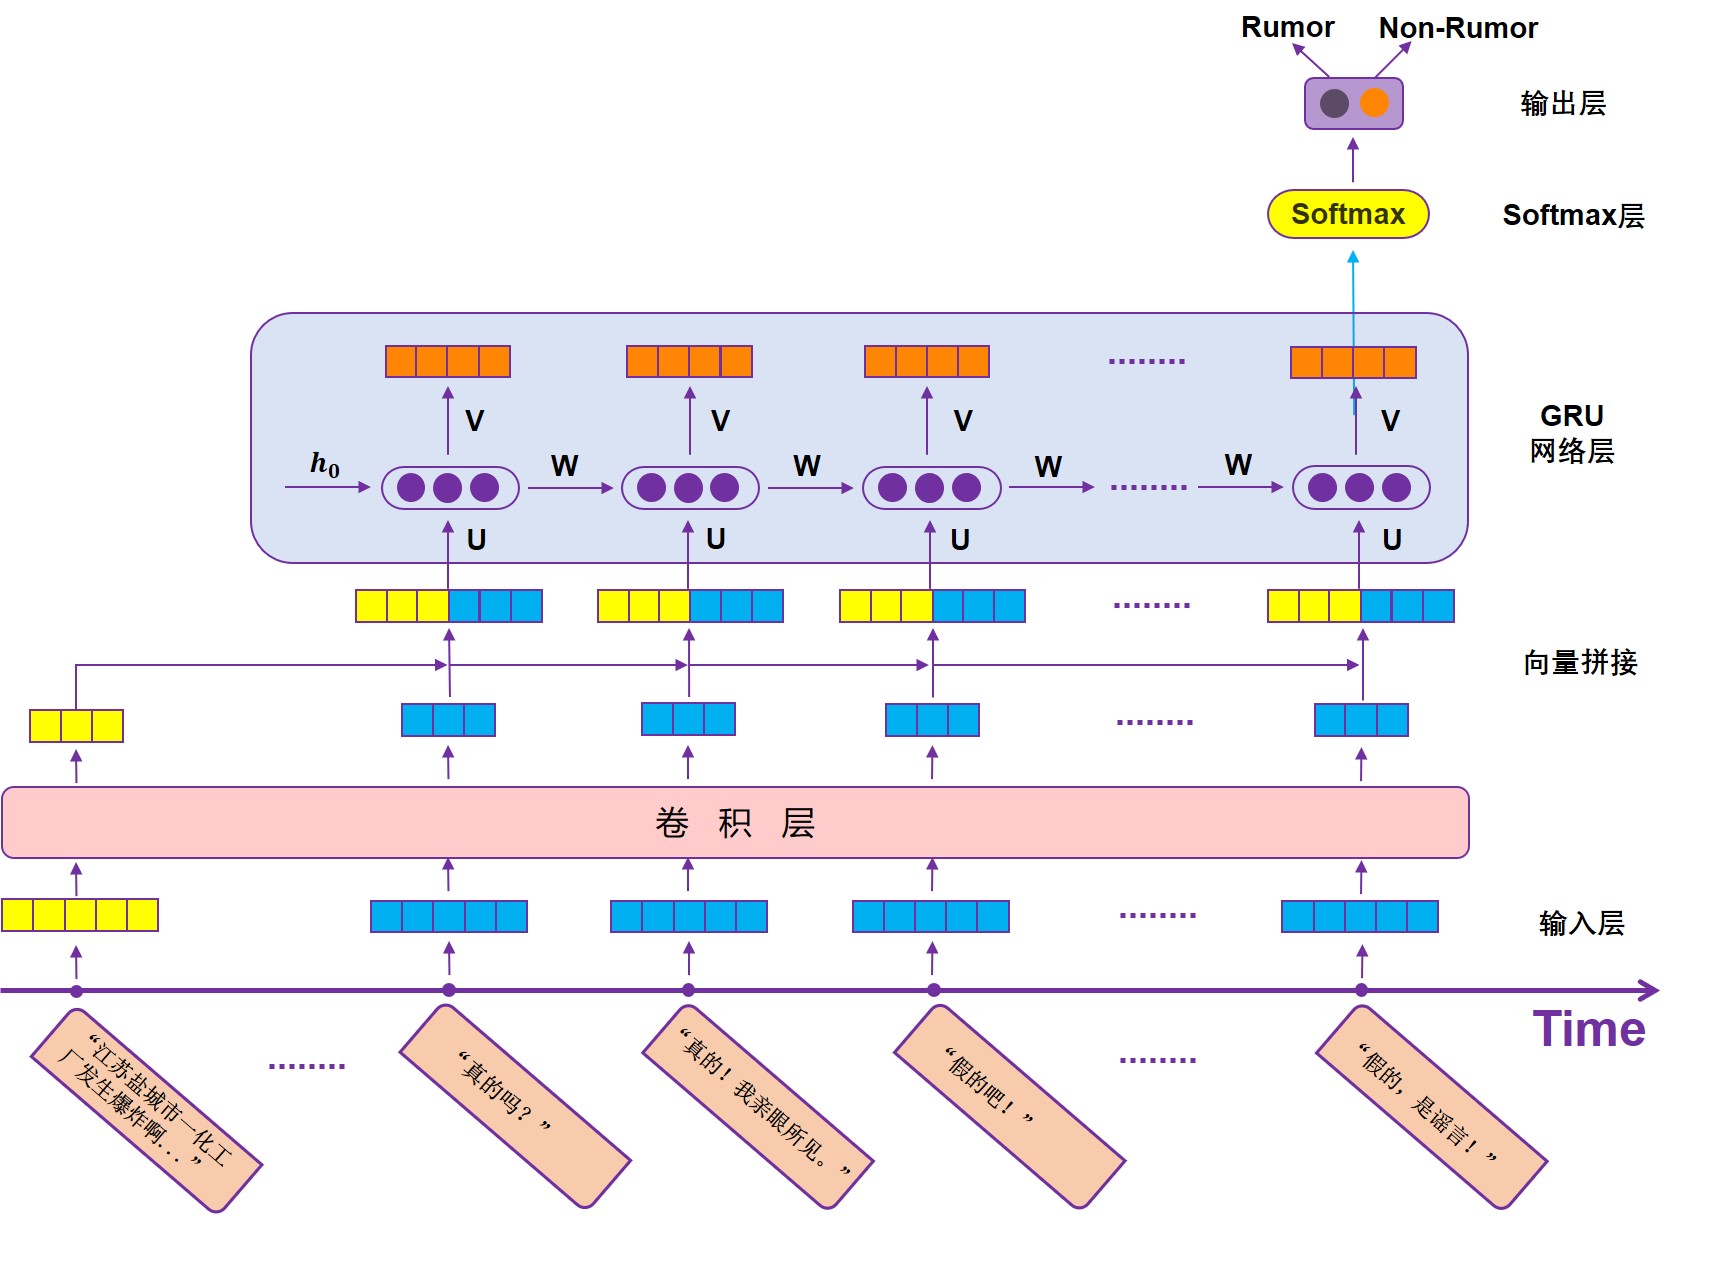 Rumor
Non-Rumor
输出层
Softmax
Softmax层
V
V
V
V
GRU
网络层
h₀
W
W
W
W
U
U
U
U
向量拼接
卷 积 层
输入层
Time
“江苏盐城市一化工
厂发生爆炸啊...”
“真的吗？”
“真的！我亲眼所见。”
“假的吧！”
“假的，是谣言！”